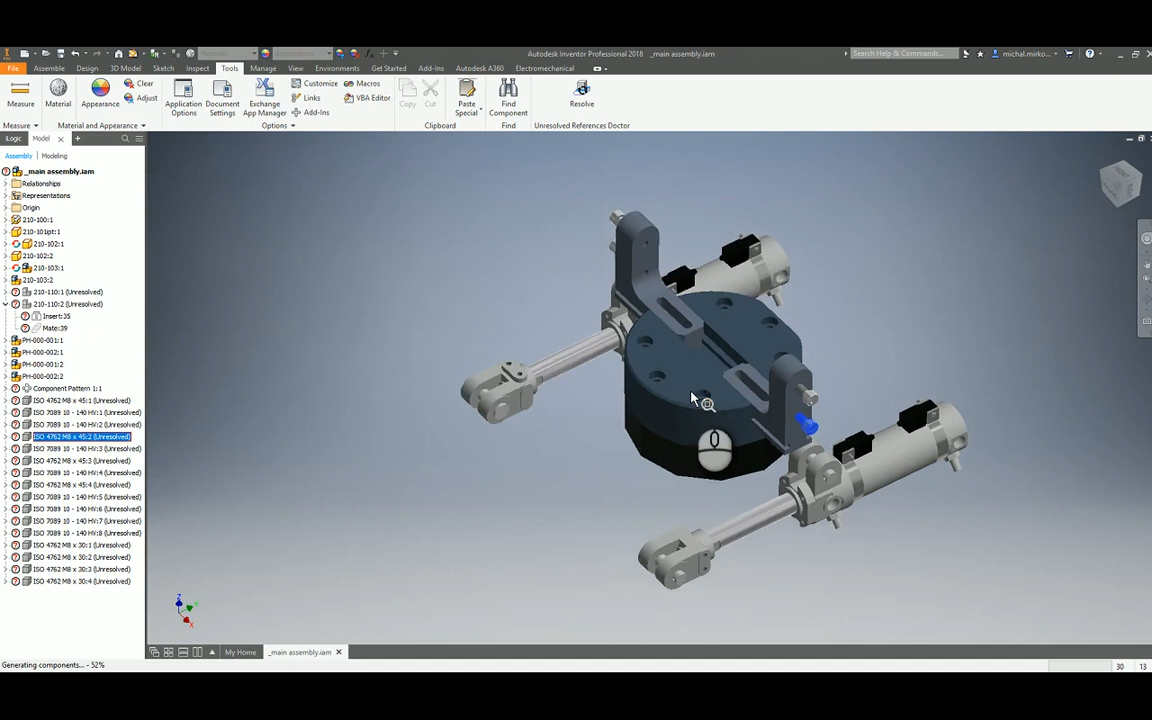 Autodesk Inventor Professional 2018 _main assembly.iam
Search Help & Commands...
michal.mirko...
File Assemble Design 3D Model Sketch Inspect Tools Manage View Environments Get Started Add-Ins Autodesk A360 Electromechanical
Measure Material Appearance
Clear
Adjust
Application Options
Document Settings
Exchange App Manager
Customize
Links
Add-Ins
Macros
VBA Editor
Copy Cut
Paste Special
Find Component
Resolve
Measure Material and Appearance Options Clipboard Find Unresolved References Doctor
iLogic Model
Assembly Modeling
_main assembly.iam
Relationships
Representations
Origin
210-100:1
210-101ipt:1
210-102:1
210-102:2
210-103:1
210-103:2
210-110:1 (Unresolved)
210-110:2 (Unresolved)
Insert:35
Mate:39
PH-000-001:1
PH-000-002:1
PH-000-001:2
PH-000-002:2
Component Pattern 1:1
ISO 4762 M8 x 45:1 (Unresolved)
ISO 7089 10 - 140 HV:1 (Unresolved)
ISO 7089 10 - 140 HV:2 (Unresolved)
ISO 4762 M8 x 45:2 (Unresolved)
ISO 7089 10 - 140 HV:3 (Unresolved)
ISO 4762 M8 x 45:3 (Unresolved)
ISO 7089 10 - 140 HV:4 (Unresolved)
ISO 4762 M8 x 45:4 (Unresolved)
ISO 7089 10 - 140 HV:5 (Unresolved)
ISO 7089 10 - 140 HV:6 (Unresolved)
ISO 7089 10 - 140 HV:7 (Unresolved)
ISO 7089 10 - 140 HV:8 (Unresolved)
ISO 4762 M8 x 30:1 (Unresolved)
ISO 4762 M8 x 30:2 (Unresolved)
ISO 4762 M8 x 30:3 (Unresolved)
ISO 4762 M8 x 30:4 (Unresolved)
Z
Y
X
My Home _main assembly.iam
Generating components... - 52%
30 13